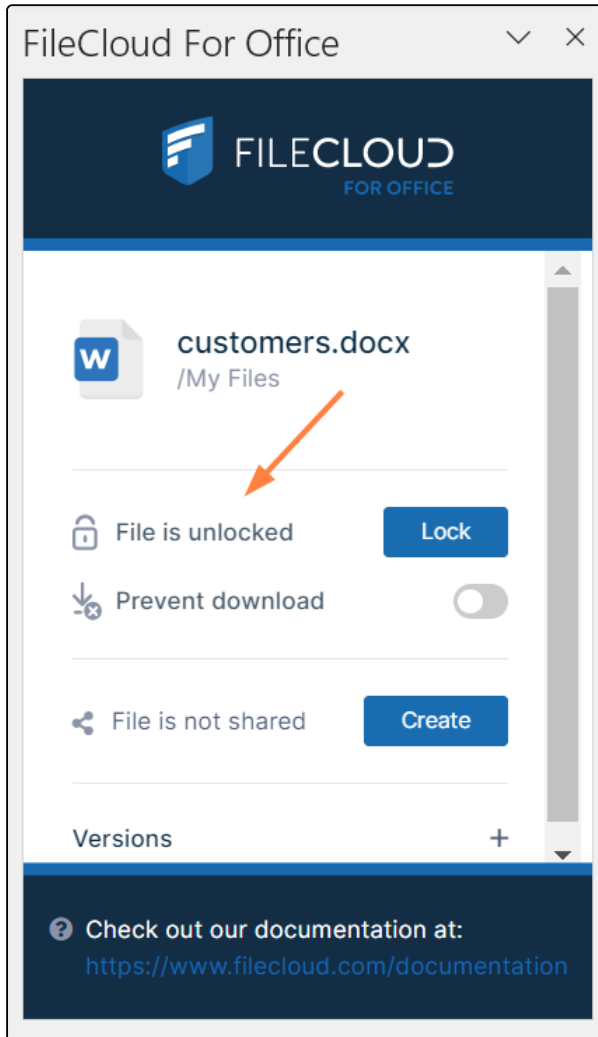 FileCloud For Office
FILECLOUD
FOR OFFICE
W
customers.docx
/My Files
File is unlocked
Lock
Prevent download
File is not shared
Create
Versions
Check out our documentation at:
https://www.filecloud.com/documentation